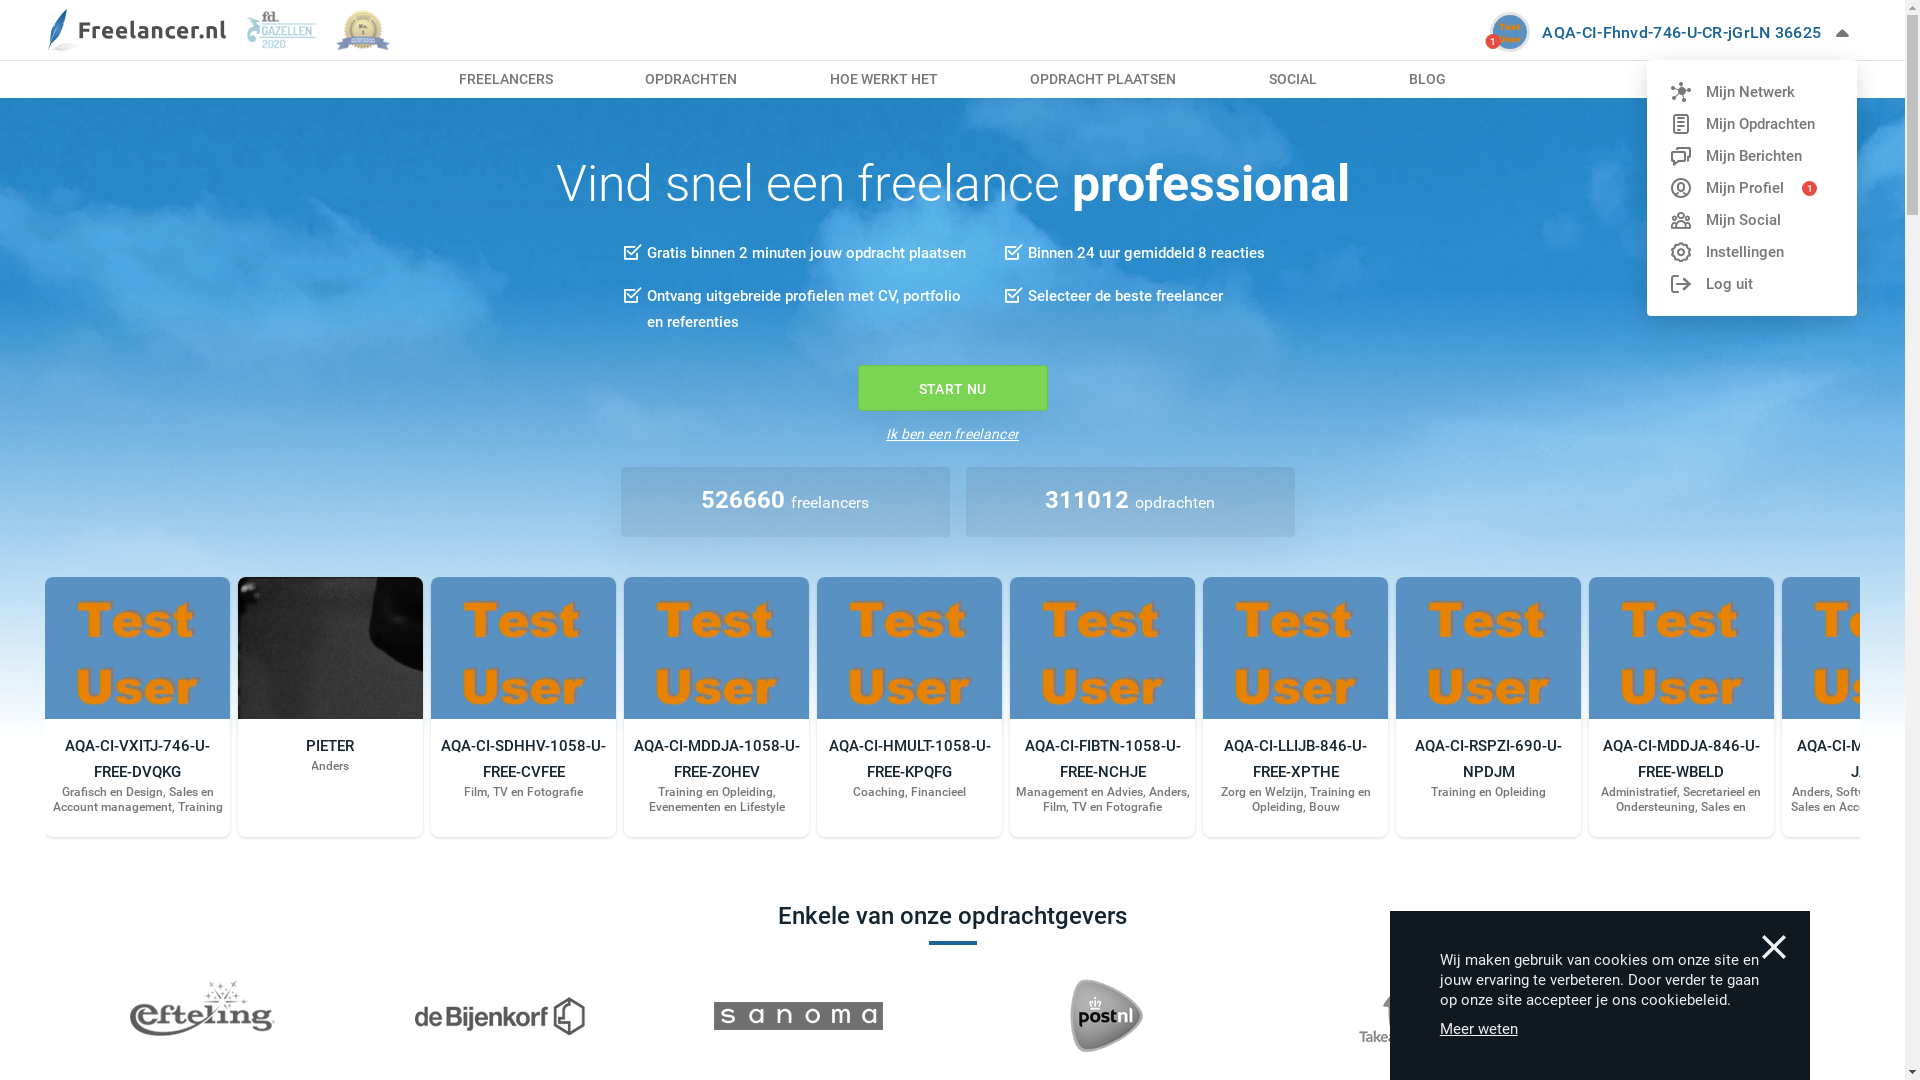 Freelancer.nl
fd.
GAZELLEN
2020
No.
1
Test
User
1
AQA-CI-Fhnvd-746-U-CR-jGrLN 36625
FREELANCERS
OPDRACHTEN
HOE WERKT HET
OPDRACHT PLAATSEN
SOCIAL
BLOG
Mijn Netwerk
Mijn Opdrachten
Mijn Berichten
Mijn Profiel 1
Mijn Social
Instellingen
Log uit
Vind snel een freelance professional
Gratis binnen 2 minuten jouw opdracht plaatsen
Binnen 24 uur gemiddeld 8 reacties
Ontvang uitgebreide profielen met CV, portfolio
en referenties
Selecteer de beste freelancer
START NU
Ik ben een freelancer
526660 freelancers
311012 opdrachten
Test
User
AQA-CI-VXITJ-746-U-
FREE-DVQKG
Grafisch en Design, Sales en
Account management, Training
PIETER
Anders
Test
User
AQA-CI-SDHHV-1058-U-
FREE-CVFEE
Film, TV en Fotografie
Test
User
AQA-CI-MDDJA-1058-U-
FREE-ZOHEV
Training en Opleiding,
Evenementen en Lifestyle
Test
User
AQA-CI-HMULT-1058-U-
FREE-KPQFG
Coaching, Financieel
Test
User
AQA-CI-FIBTN-1058-U-
FREE-NCHJE
Management en Advies, Anders,
Film, TV en Fotografie
Test
User
AQA-CI-LLIJB-846-U-
FREE-XPTHE
Zorg en Welzijn, Training en
Opleiding, Bouw
Test
User
AQA-CI-RSPZI-690-U-
NPDJM
Training en Opleiding
Test
User
AQA-CI-MDDJA-846-U-
FREE-WBELD
Administratief, Secretarieel en
Ondersteuning, Sales en
AQA-CI-M
Anders, Softw
Sales en Acc
Enkele van onze opdrachtgevers
efteling
de Bijenkorf
sanoma
postnl
Takea
Wij maken gebruik van cookies om onze site en
jouw ervaring te verbeteren. Door verder te gaan
op onze site accepteer je ons cookiebeleid.
Meer weten